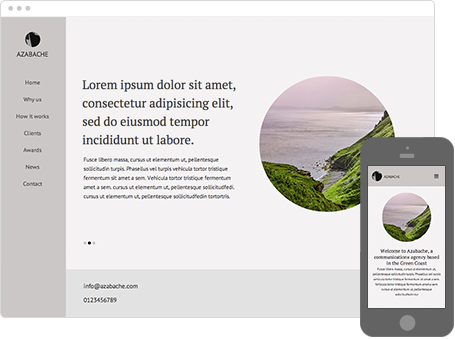 AZABACHE
Home
Why us
How it works
Clients
Awards
News
Contact
Lorem ipsum dolor sit amet,
consectetur adipisicing elit,
sed do eiusmod tempor
incididunt ut labore.
Fusce libero massa, cursus ut elementum ut, pellentesque
sollicitudin turpis. Phasellus vel turpis vehicula tortor tristique
fermentum sit amet a sem. Vehicula tortor tristique fermentum
amet a sem. cursus ut elementum ut, pellentesque sollicitudfedi.
cursus ut elementum ut, pellentesque sollicitudfedin tortortris.
info@azabache.com
0123456789
AZABACHE
Welcome to Azabache, a
communications agency based
in the Green Coast